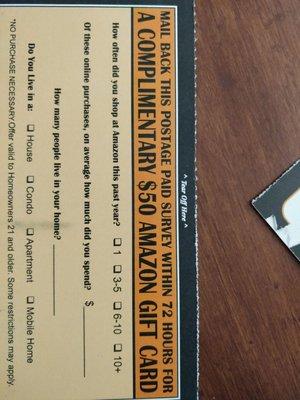 ^ Tear Off Here ^
MAIL BACK THIS POSTAGE PAID SURVEY WITHIN 72 HOURS FOR
A COMPLIMENTARY $50 AMAZON GIFT CARD
How often did you shop at Amazon this past year? ☐ 1 ☐ 3-5 ☐ 6-10 ☐ 10+
Of these online purchases, on average how much did you spend? $
How many people live in your home?
Do You Live in a: ☐ House ☐ Condo ☐ Apartment ☐ Mobile Home
*NO PURCHASE NECESSARY.Offer valid to Homeowners 21 and older. Some restrictions may apply.